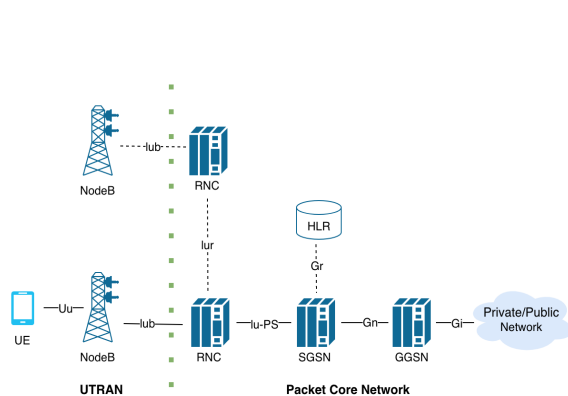 lub
NodeB
RNC
HLR
lur
Gr
Uu
lub
lu-PS
Gn
Gi
Private/Public
Network
UE
NodeB
RNC
SGSN
GGSN
UTRAN
Packet Core Network